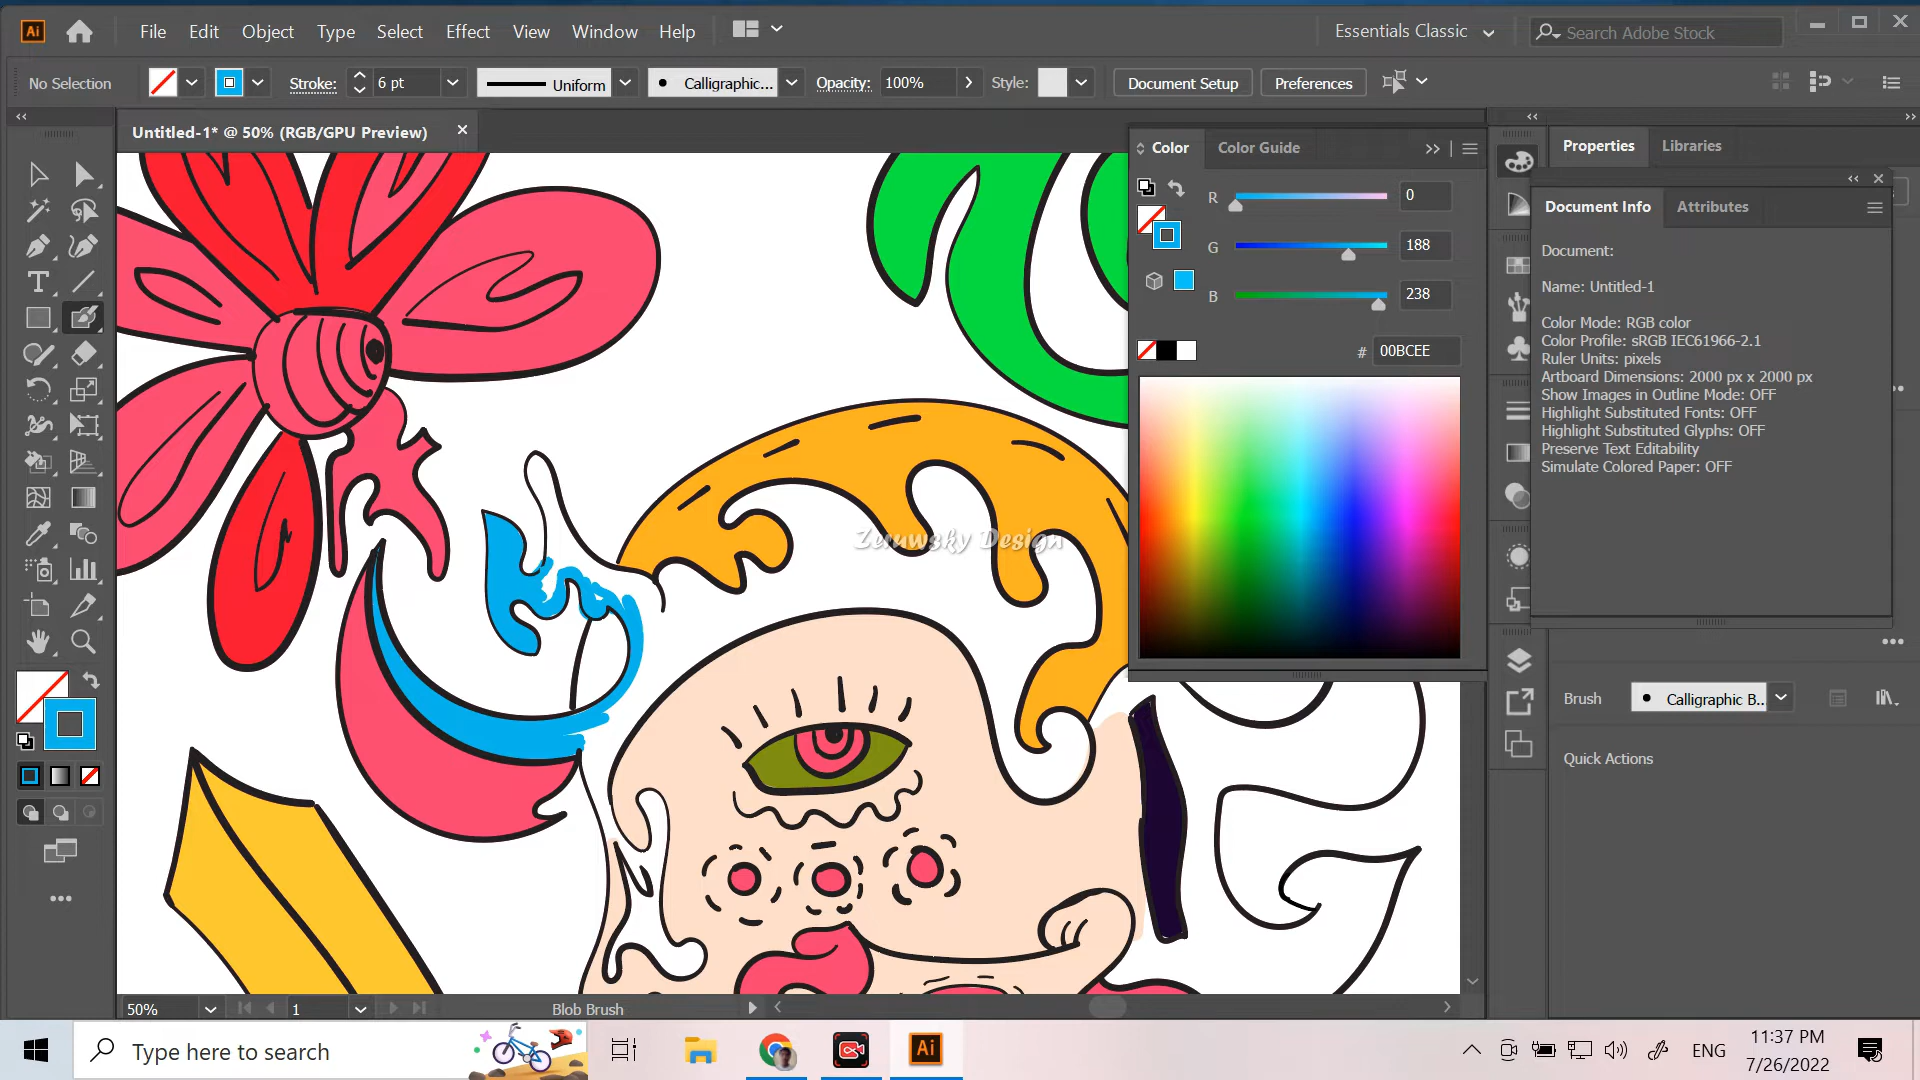 Ai File Edit Object Type Select Effect View Window Help Essentials Classic Search Adobe Stock
No Selection Stroke: 6 pt Uniform Calligraphic... Opacity: 100% Style: Document Setup Preferences
Untitled-1* @ 50% (RGB/GPU Preview)
Color Color Guide
R 0
G 188
B 238
# 00BCEE
Properties Libraries
Document Info Attributes
Document:
Name: Untitled-1
Color Mode: RGB color
Color Profile: sRGB IEC61966-2.1
Ruler Units: pixels
Artboard Dimensions: 2000 px x 2000 px
Show Images in Outline Mode: OFF
Highlight Substituted Fonts: OFF
Highlight Substituted Glyphs: OFF
Preserve Text Editability
Simulate Colored Paper: OFF
Zeuwsky Design
Brush Calligraphic B...
Quick Actions
50% 1 Blob Brush
Type here to search
Ai
ENG
11:37 PM
7/26/2022